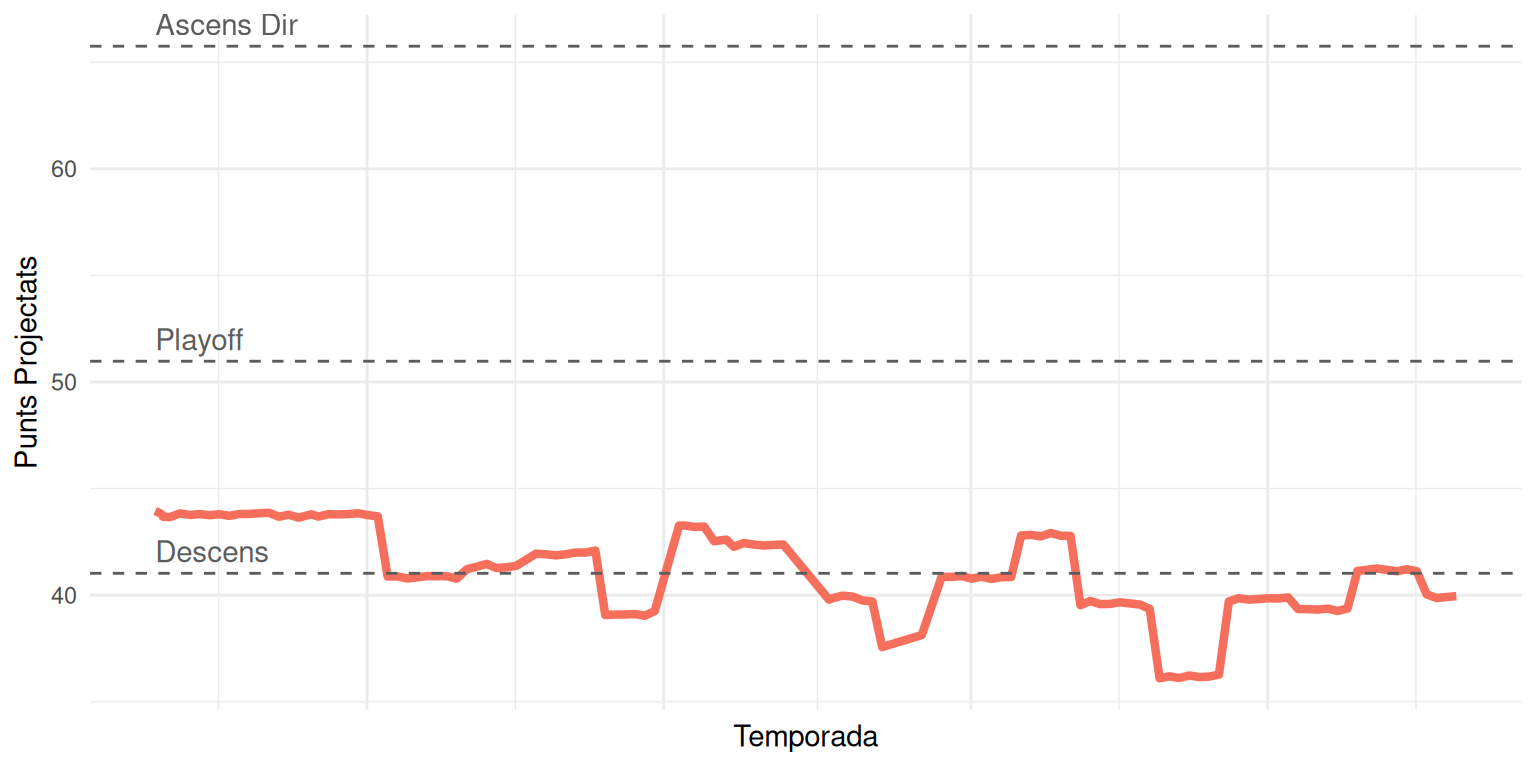 Ascens Dir
60
Playoff
50
Descens
40
Punts Projectats
Temporada